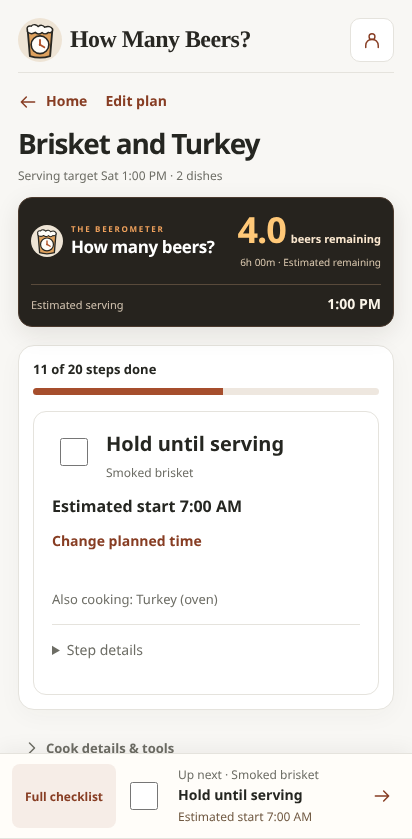 How Many Beers?
← Home Edit plan
Brisket and Turkey
Serving target Sat 1:00 PM · 2 dishes
THE BEEROMETER
How many beers?
4.0 beers remaining
6h 00m · Estimated remaining
Estimated serving 1:00 PM
11 of 20 steps done
Hold until serving
Smoked brisket
Estimated start 7:00 AM
Change planned time
Also cooking: Turkey (oven)
▶ Step details
Cook details & tools
Full checklist
Up next · Smoked brisket
Hold until serving
Estimated start 7:00 AM
→